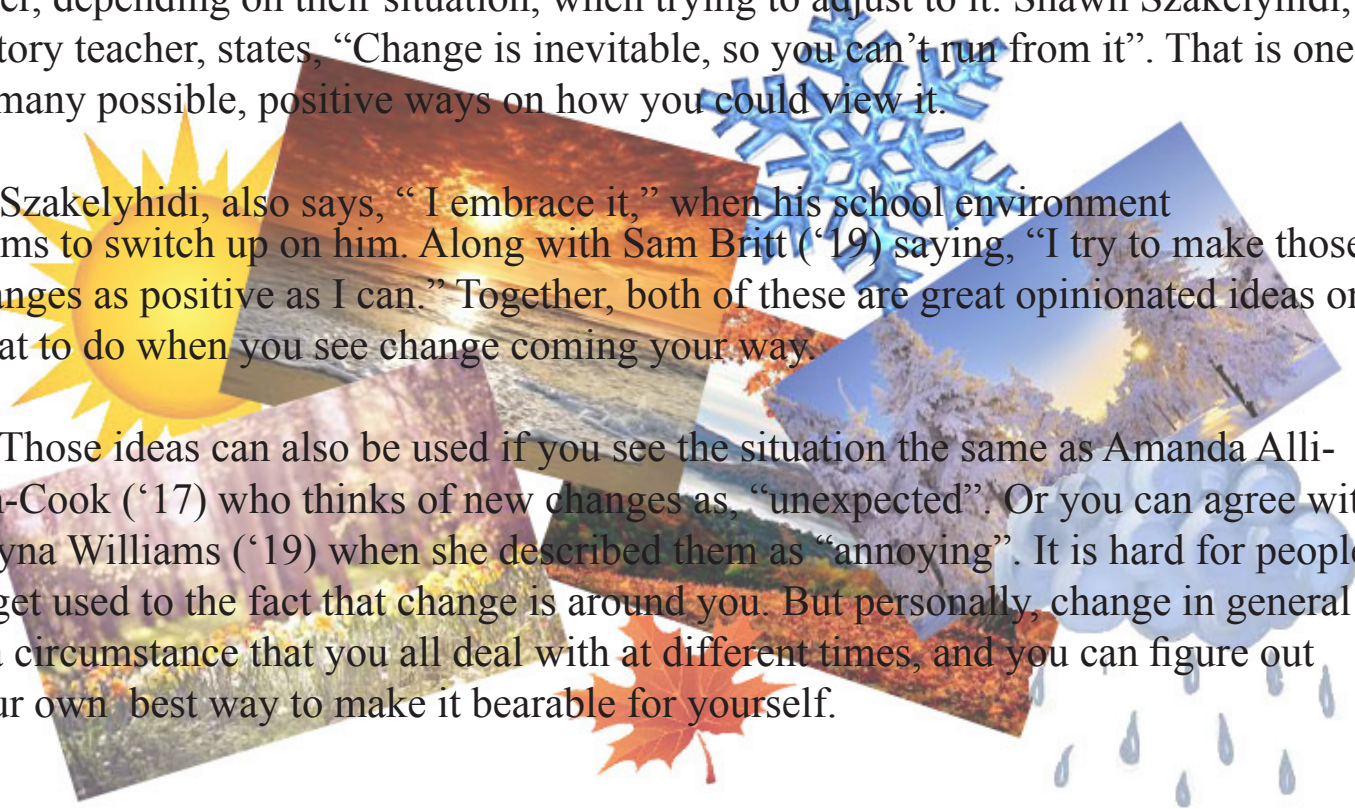 er, depending on their situation, when trying to adjust to it. Shawn Szakelyhidi,
tory teacher, states, “Change is inevitable, so you can’t run from it”. That is one
many possible, positive ways on how you could view it.
Szakelyhidi, also says, “ I embrace it,” when his school environment
ms to switch up on him. Along with Sam Britt (‘19) saying, “I try to make those
nges as positive as I can.” Together, both of these are great opinionated ideas on
at to do when you see change coming your way.
Those ideas can also be used if you see the situation the same as Amanda Alli-
-Cook (‘17) who thinks of new changes as, “unexpected”. Or you can agree wit
yna Williams (‘19) when she described them as “annoying”. It is hard for people
get used to the fact that change is around you. But personally, change in general
a circumstance that you all deal with at different times, and you can figure out
ur own best way to make it bearable for yourself.